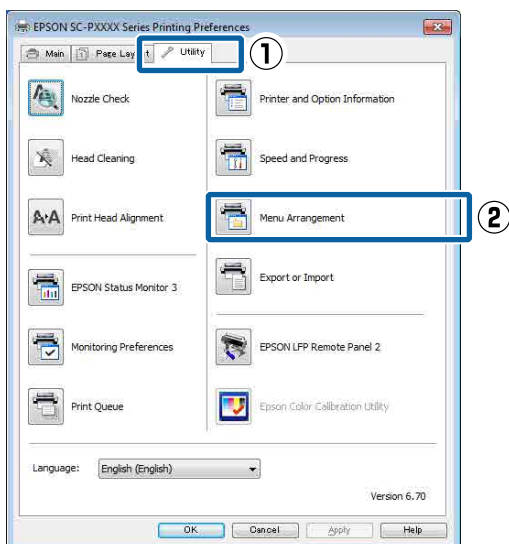 EPSON SC-PXXXX Series Printing Preferences
Main Page Lay t Utility ①
Nozzle Check Printer and Option Information
Head Cleaning Speed and Progress
Print Head Alignment Menu Arrangement ②
EPSON Status Monitor 3 Export or Import
Monitoring Preferences EPSON LFP Remote Panel 2
Print Queue Epson Color Calibration Utility
Language: English (English)
Version 6.70
OK Cancel Apply Help